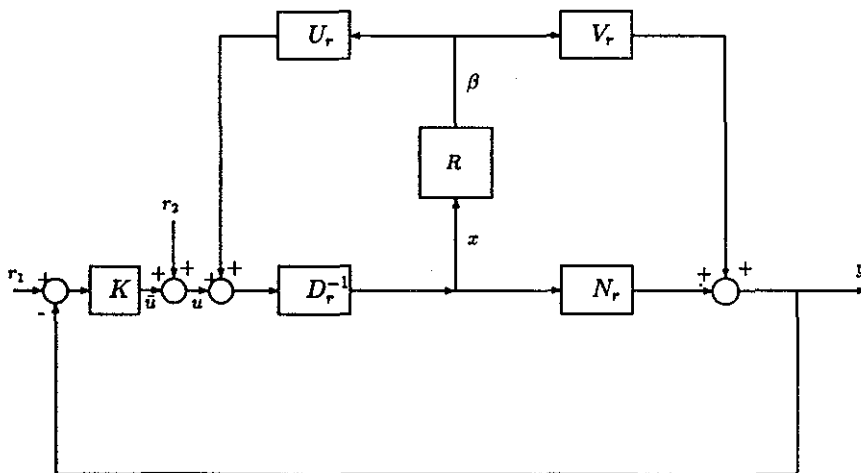 U_r
V_r
β
R
r_2
x
r_1
+
-
K
ū
+
+
u
+
+
D_r^{-1}
N_r
+
+
y